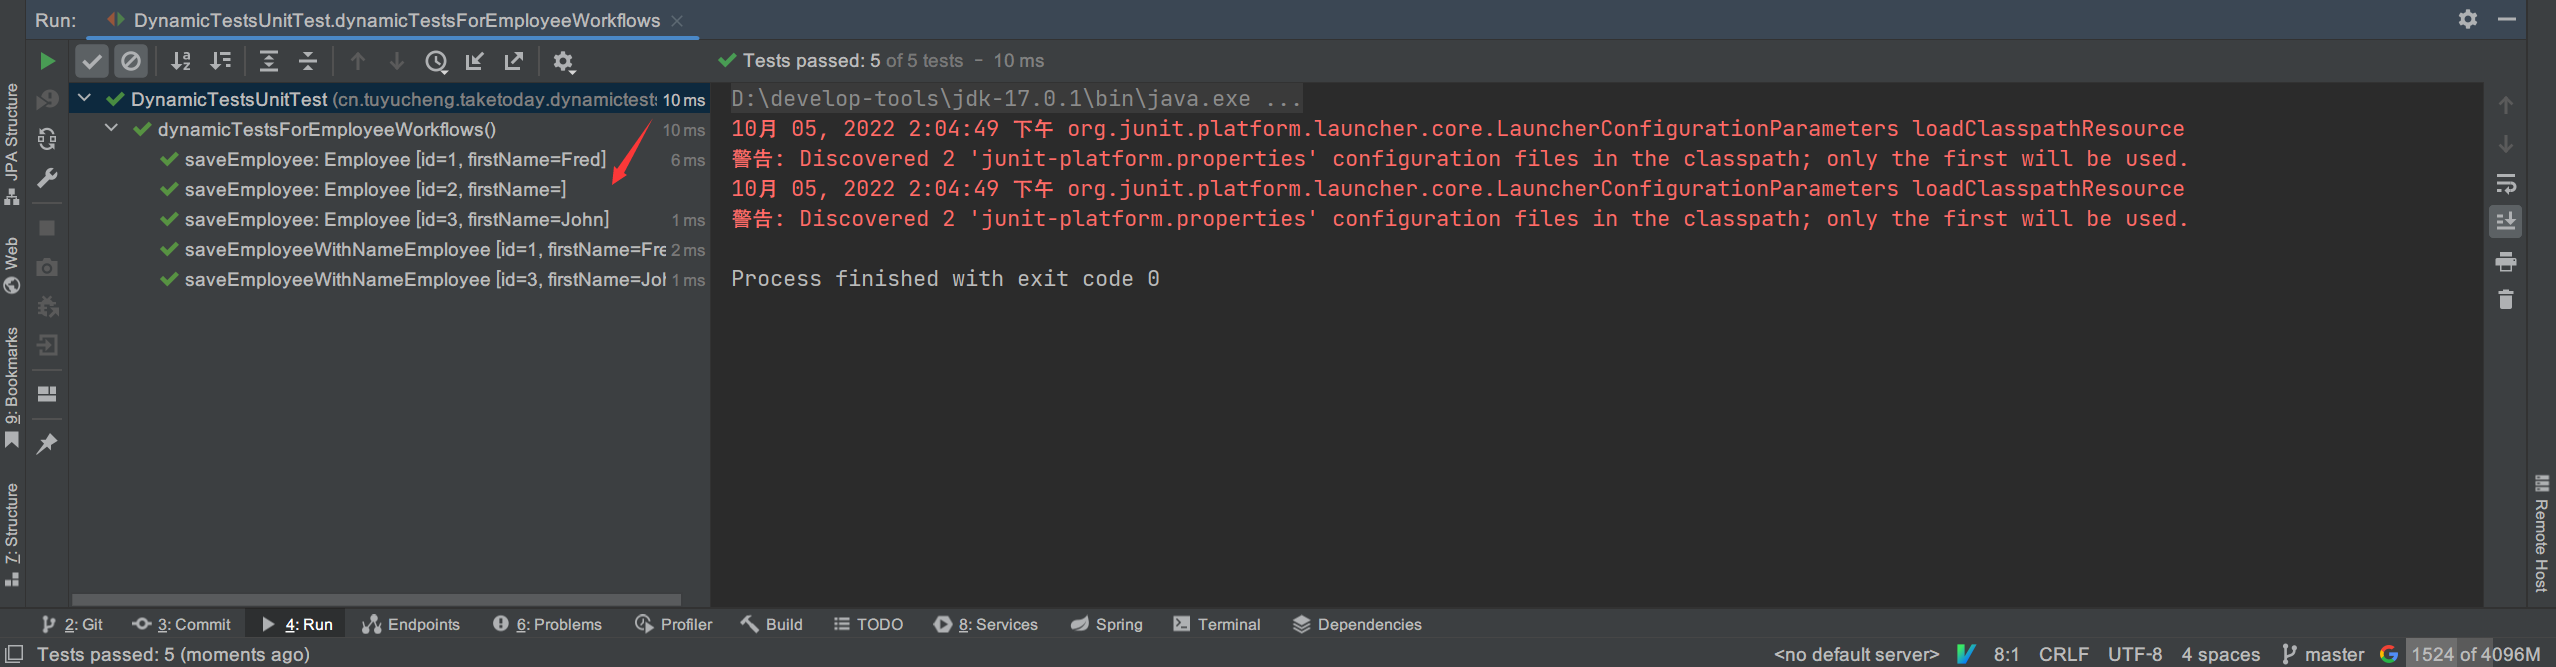 Run: DynamicTestsUnitTest.dynamicTestsForEmployeeWorkflows
Tests passed: 5 of 5 tests – 10 ms
DynamicTestsUnitTest (cn.tuyucheng.taketoday.dynamictests 10 ms
dynamicTestsForEmployeeWorkflows() 10 ms
saveEmployee: Employee [id=1, firstName=Fred] 6 ms
saveEmployee: Employee [id=2, firstName=]
saveEmployee: Employee [id=3, firstName=John] 1 ms
saveEmployeeWithNameEmployee [id=1, firstName=Fre 2 ms
saveEmployeeWithNameEmployee [id=3, firstName=Joh 1 ms
D:\develop-tools\jdk-17.0.1\bin\java.exe ...
10月 05, 2022 2:04:49 下午 org.junit.platform.launcher.core.LauncherConfigurationParameters loadClasspathResource
警告: Discovered 2 'junit-platform.properties' configuration files in the classpath; only the first will be used.
10月 05, 2022 2:04:49 下午 org.junit.platform.launcher.core.LauncherConfigurationParameters loadClasspathResource
警告: Discovered 2 'junit-platform.properties' configuration files in the classpath; only the first will be used.
Process finished with exit code 0
JPA Structure
Web
9: Bookmarks
7: Structure
Remote Host
2: Git 3: Commit 4: Run Endpoints 6: Problems Profiler Build TODO 8: Services Spring Terminal Dependencies
Tests passed: 5 (moments ago) <no default server> 8:1 CRLF UTF-8 4 spaces master 1524 of 4096M